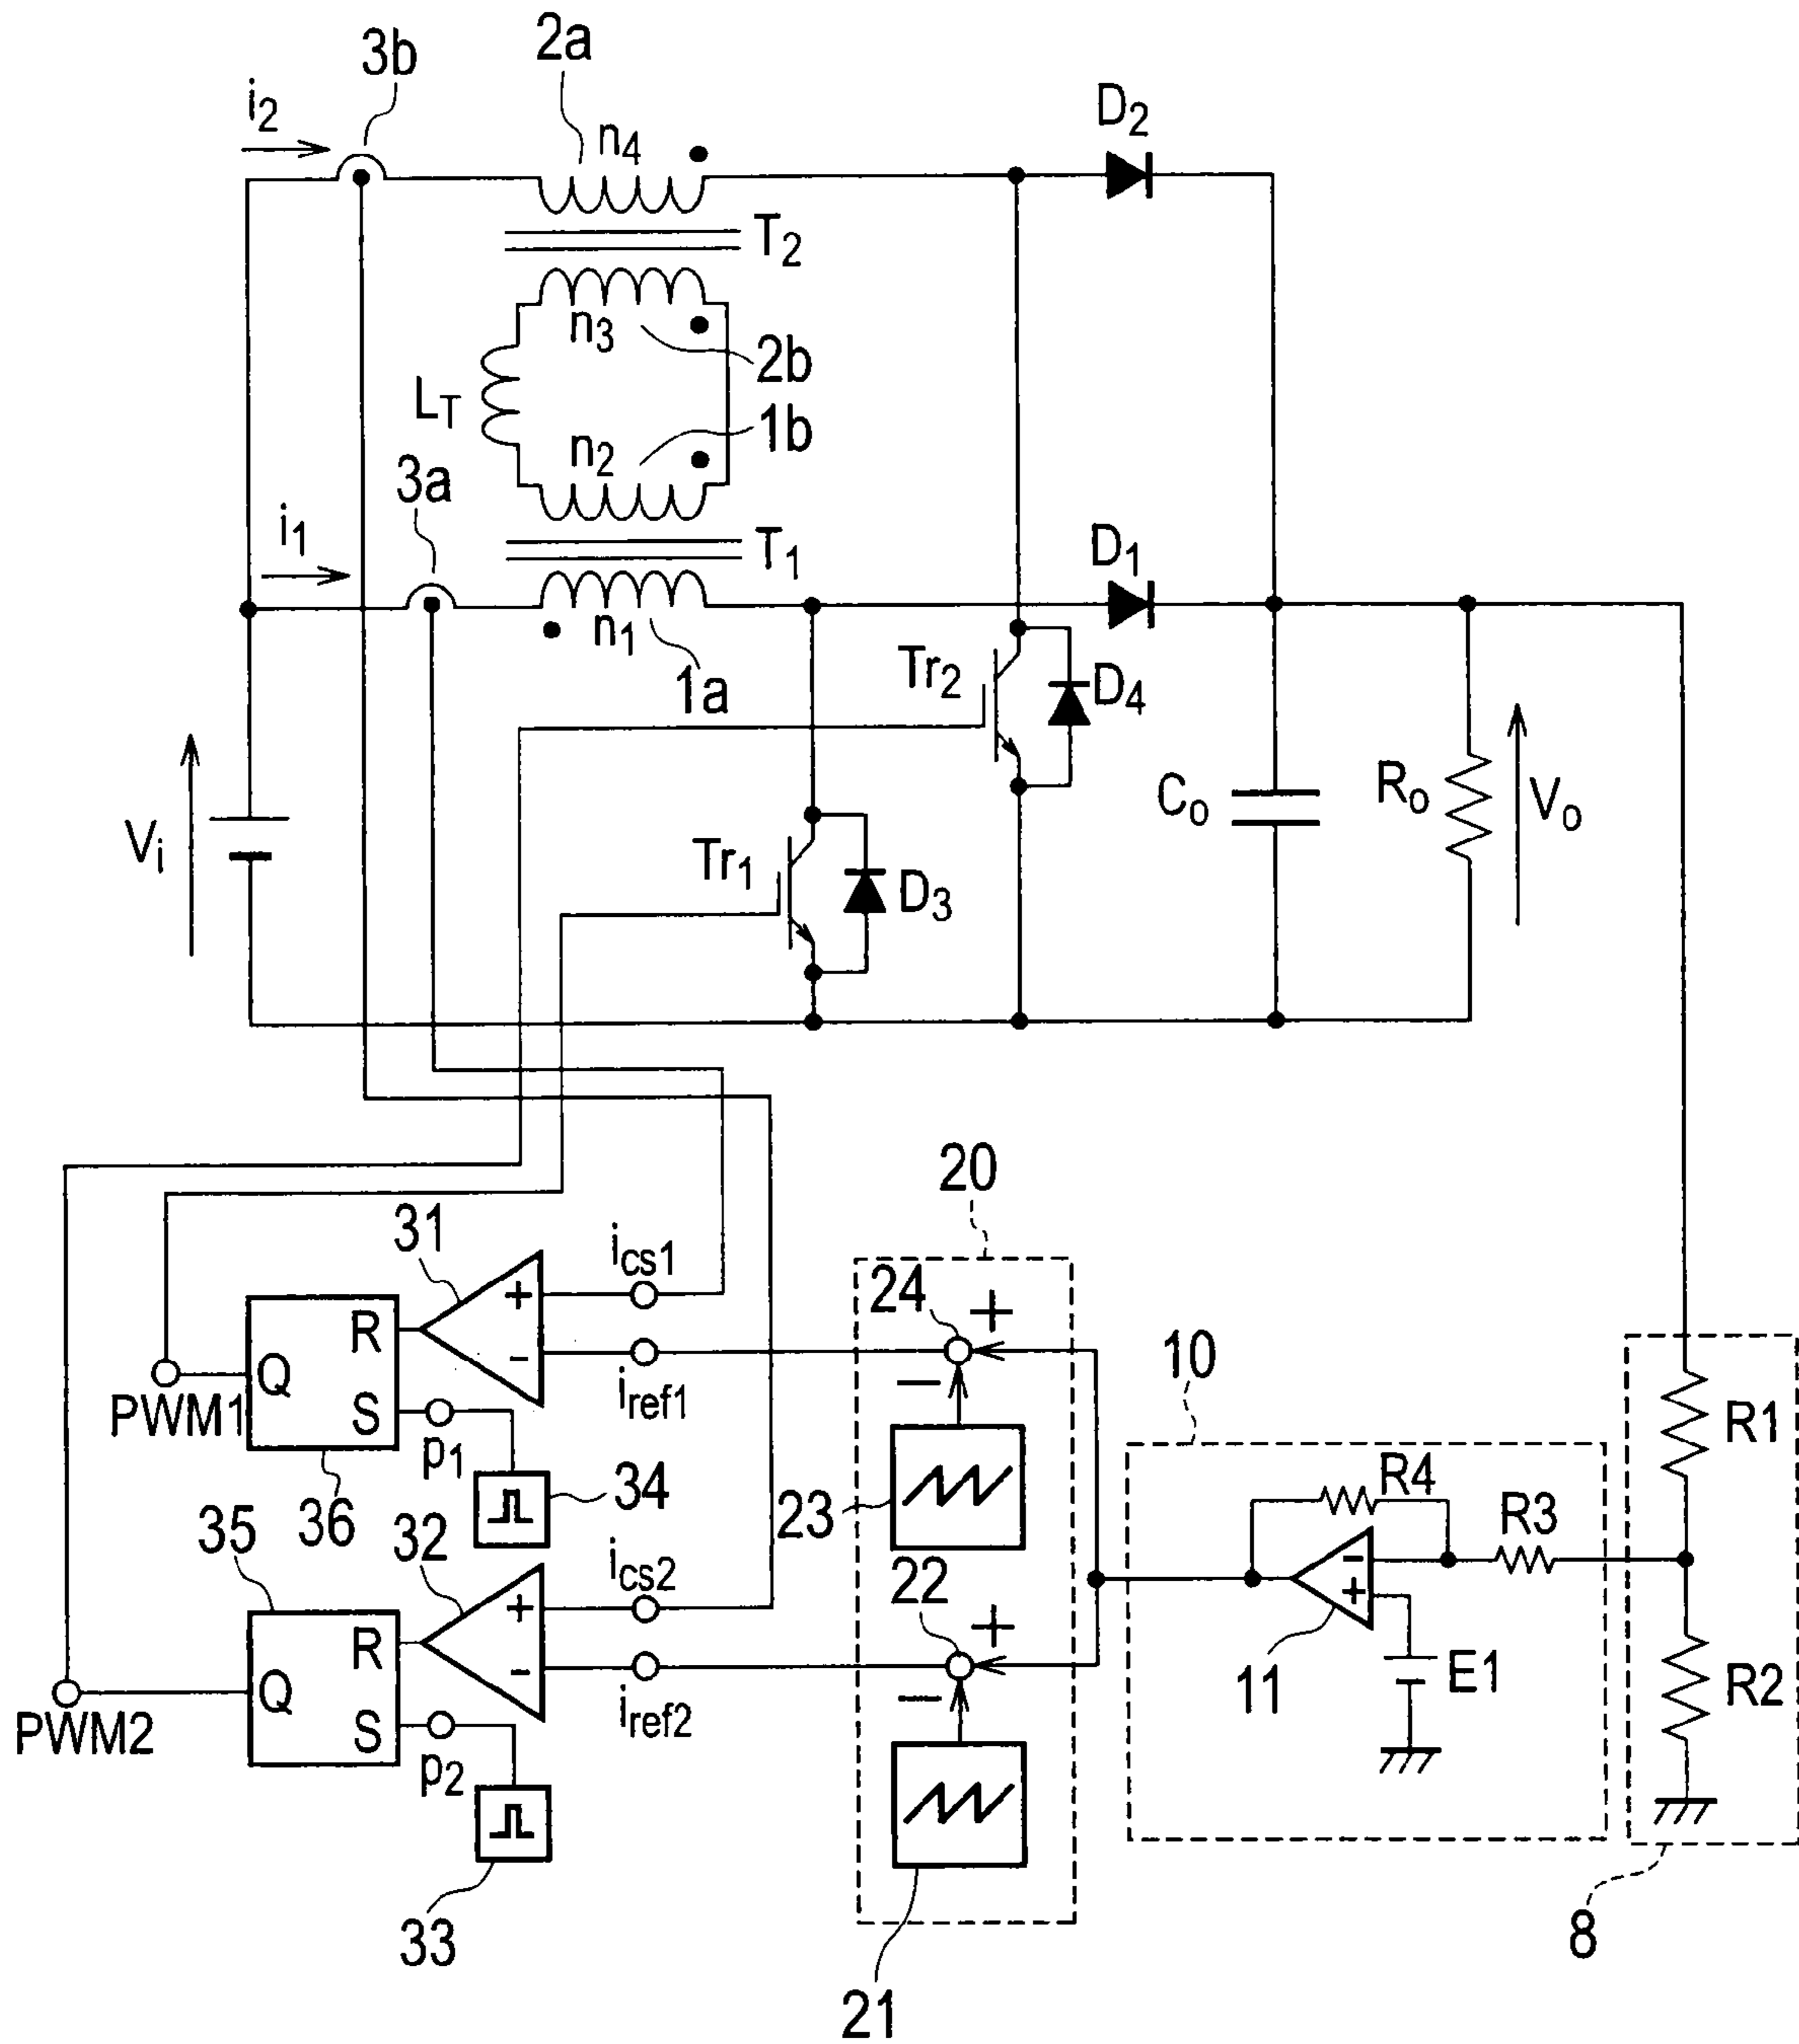 2a
3b
i2
n4
D2
T2
n3
2b
LT
1b
n2
3a
i1
T1
D1
n1
1a
Tr2
D4
Vi
Co
Ro
Vo
Tr1
D3
20
31
ics1
24
+
+
R
10
Q
-
iref1
−
PWM1
S
R1
p1
34
R4
36
23
R3
35
32
ics2
22
-
+
+
+
R
11
E1
R2
Q
-
iref2
−
PWM2
S
p2
33
8
21